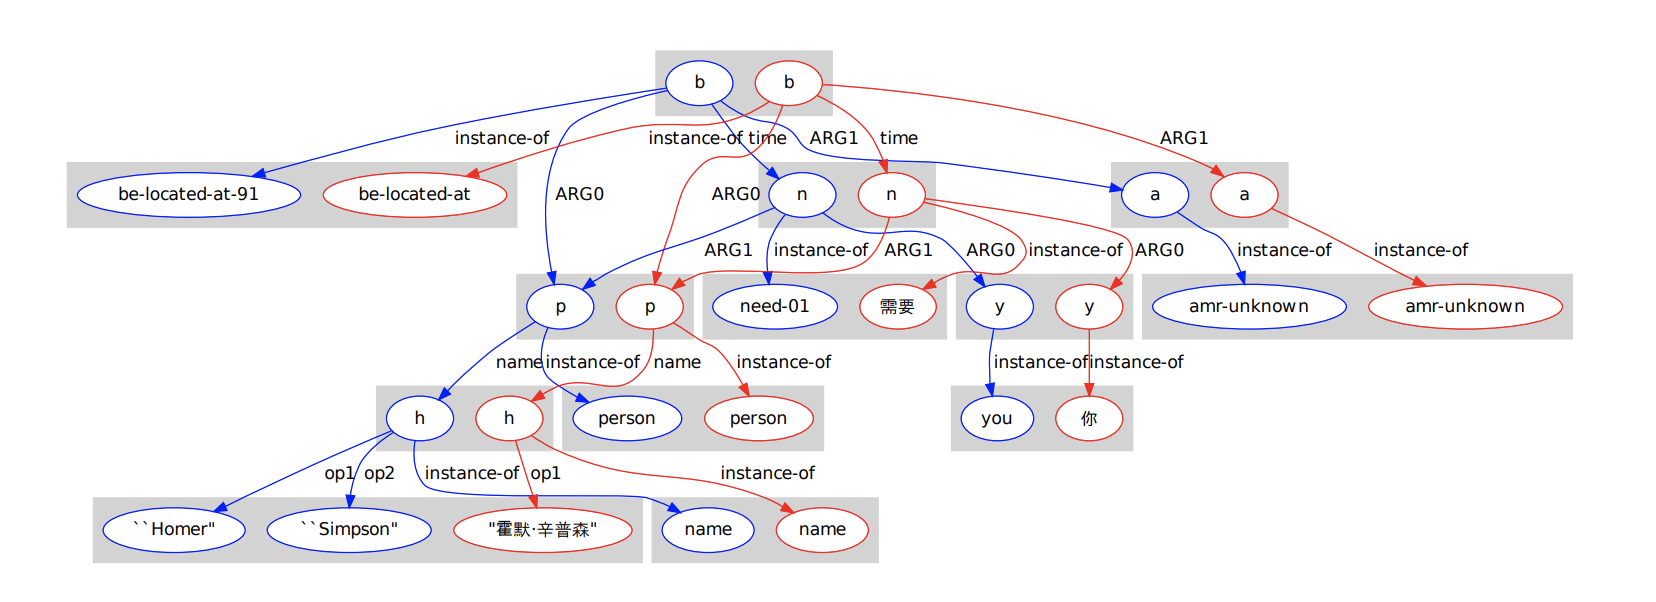 b b
instance-of instance-of time ARG1 time ARG1
be-located-at-91 be-located-at ARG0 ARG0 n n a a
ARG1 instance-of ARG1 ARG0 instance-of ARG0 instance-of instance-of
p p need-01 需要 y y amr-unknown amr-unknown
name instance-of name instance-of instance-of instance-of
h h person person you 你
op1 op2 instance-of op1 instance-of
``Homer" ``Simpson" "霍默·辛普森" name name